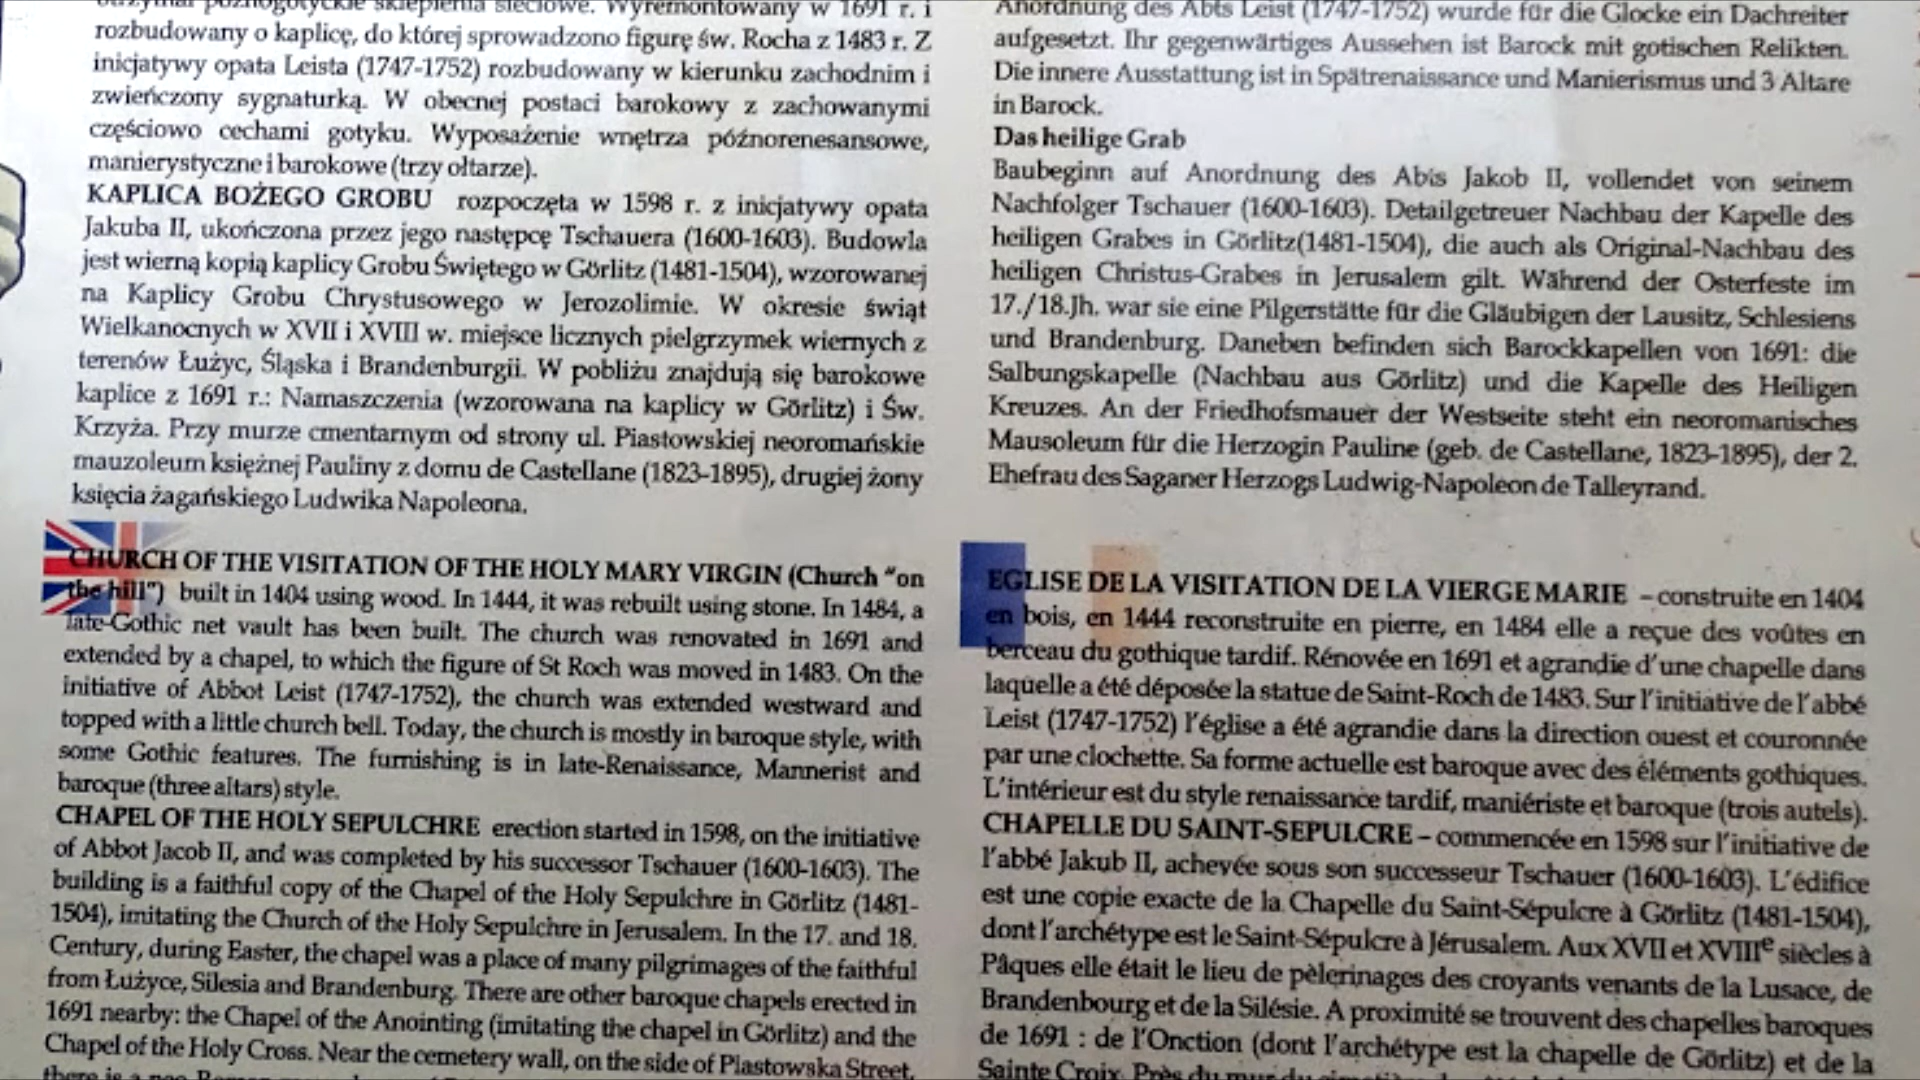 otrzymał późnogotyckie sklepienia sieciowe. Wyremontowany w 1691 r. i
rozbudowany o kaplicę, do której sprowadzono figurę św. Rocha z 1483 r. Z
inicjatywy opata Leista (1747-1752) rozbudowany w kierunku zachodnim i
zwieńczony sygnaturką. W obecnej postaci barokowy z zachowanymi
częściowo cechami gotyku. Wyposażenie wnętrza późnorenesansowe,
manierystyczne i barokowe (trzy ołtarze).
KAPLICA BOŻEGO GROBU rozpoczęta w 1598 r. z inicjatywy opata
Jakuba II, ukończona przez jego następcę Tschauera (1600-1603). Budowla
jest wierną kopią kaplicy Grobu Świętego w Görlitz (1481-1504), wzorowanej
na Kaplicy Grobu Chrystusowego w Jerozolimie. W okresie świąt
Wielkanocnych w XVII i XVIII w. miejsce licznych pielgrzymek wiernych z
terenów Łużyc, Śląska i Brandenburgii. W pobliżu znajdują się barokowe
kaplice z 1691 r.: Namaszczenia (wzorowana na kaplicy w Görlitz) i Św.
Krzyża. Przy murze cmentarnym od strony ul. Piastowskiej neoromańskie
mauzoleum księżnej Pauliny z domu de Castellane (1823-1895), drugiej żony
księcia żagańskiego Ludwika Napoleona.
Anordnung des Abts Leist (1747-1752) wurde für die Glocke ein Dachreiter
aufgesetzt. Ihr gegenwärtiges Aussehen ist Barock mit gotischen Relikten.
Die innere Ausstattung ist in Spätrenaissance und Manierismus und 3 Altare
in Barock.
Das heilige Grab
Baubeginn auf Anordnung des Abis Jakob II, vollendet von seinem
Nachfolger Tschauer (1600-1603). Detailgetreuer Nachbau der Kapelle des
heiligen Grabes in Görlitz(1481-1504), die auch als Original-Nachbau des
heiligen Christus-Grabes in Jerusalem gilt. Während der Osterfeste im
17./18.Jh. war sie eine Pilgerstätte für die Gläubigen der Lausitz, Schlesiens
und Brandenburg. Daneben befinden sich Barockkapellen von 1691: die
Salbungskapelle (Nachbau aus Görlitz) und die Kapelle des Heiligen
Kreuzes. An der Friedhofsmauer der Westseite steht ein neoromanisches
Mausoleum für die Herzogin Pauline (geb. de Castellane, 1823-1895), der 2.
Ehefrau des Saganer Herzogs Ludwig-Napoleon de Talleyrand.
CHURCH OF THE VISITATION OF THE HOLY MARY VIRGIN (Church "on
the hill") built in 1404 using wood. In 1444, it was rebuilt using stone. In 1484, a
late-Gothic net vault has been built. The church was renovated in 1691 and
extended by a chapel, to which the figure of St Roch was moved in 1483. On the
initiative of Abbot Leist (1747-1752), the church was extended westward and
topped with a little church bell. Today, the church is mostly in baroque style, with
some Gothic features. The furnishing is in late-Renaissance, Mannerist and
baroque (three altars) style.
CHAPEL OF THE HOLY SEPULCHRE erection started in 1598, on the initiative
of Abbot Jacob II, and was completed by his successor Tschauer (1600-1603). The
building is a faithful copy of the Chapel of the Holy Sepulchre in Görlitz (1481-
1504), imitating the Church of the Holy Sepulchre in Jerusalem. In the 17. and 18.
Century, during Easter, the chapel was a place of many pilgrimages of the faithful
from Łużyce, Silesia and Brandenburg. There are other baroque chapels erected in
1691 nearby: the Chapel of the Anointing (imitating the chapel in Görlitz) and the
Chapel of the Holy Cross. Near the cemetery wall, on the side of Plastowska Street,
there is a
EGLISE DE LA VISITATION DE LA VIERGE MARIE – construite en 1404
en bois, en 1444 reconstruite en pierre, en 1484 elle a reçue des voûtes en
berceau du gothique tardif. Rénovée en 1691 et agrandie d'une chapelle dans
laquelle a été déposée la statue de Saint-Roch de 1483. Sur l'initiative de l'abbé
Leist (1747-1752) l'église a été agrandie dans la direction ouest et couronnée
par une clochette. Sa forme actuelle est baroque avec des éléments gothiques.
L'intérieur est du style renaissance tardif, maniériste et baroque (trois autels).
CHAPELLE DU SAINT-SEPULCRE – commencée en 1598 sur l'initiative de
l'abbé Jakub II, achevée sous son successeur Tschauer (1600-1603). L'édifice
est une copie exacte de la Chapelle du Saint-Sépulcre à Görlitz (1481-1504),
dont l'archétype est le Saint-Sépulcre à Jérusalem. Aux XVII et XVIIIe siècles à
Pâques elle était le lieu de pèlerinages des croyants venants de la Lusace, de
Brandenbourg et de la Silésie. A proximité se trouvent des chapelles baroques
de 1691 : de l'Onction (dont l'archétype est la chapelle de Görlitz) et de la
Sainte Croix. Près du mur du